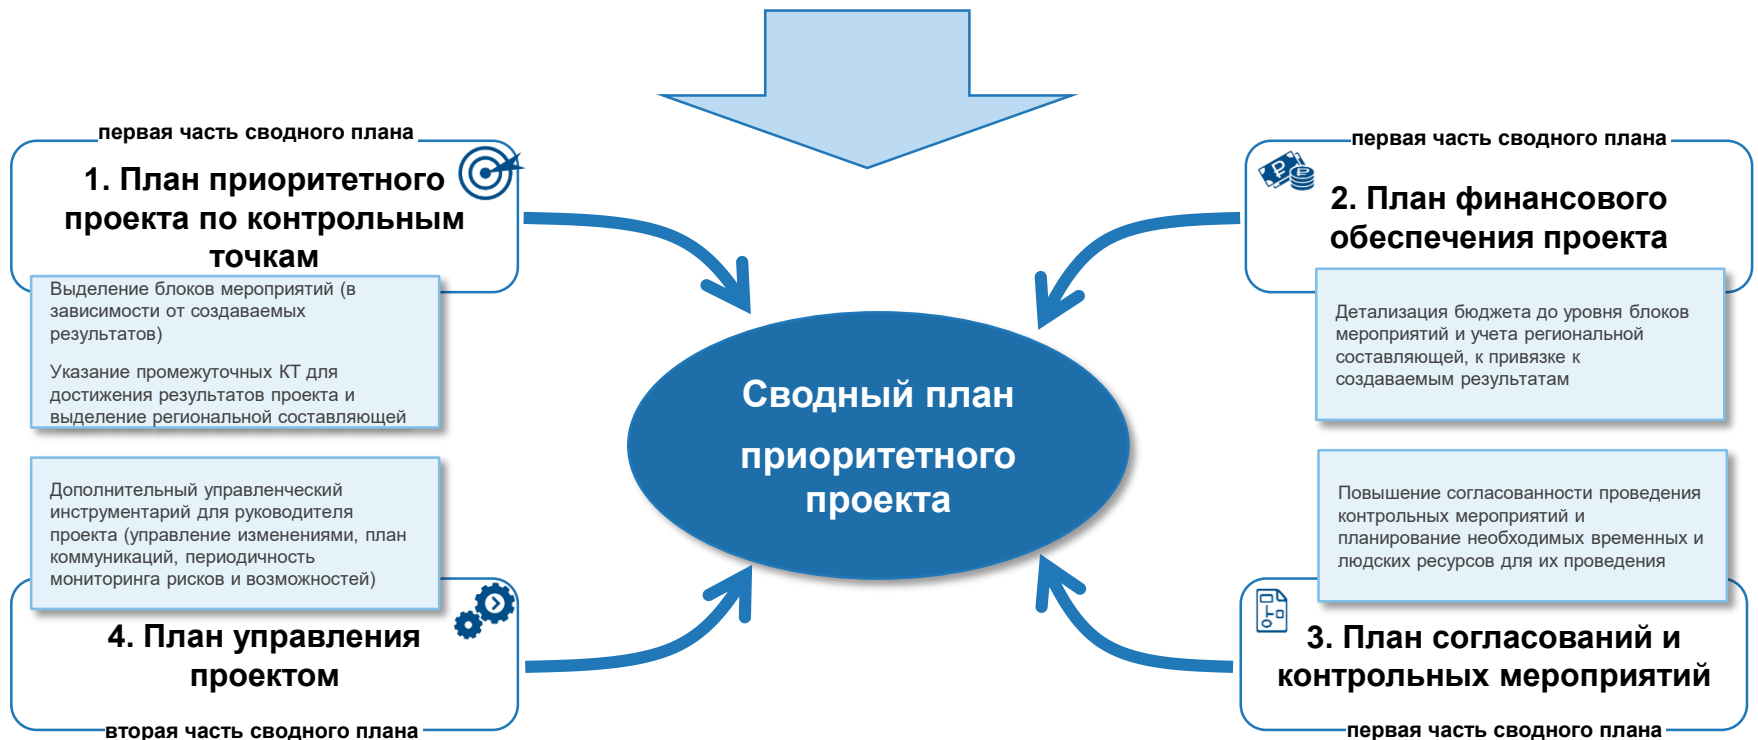 первая часть сводного плана
1. План приоритетного
проекта по контрольным
точкам
Выделение блоков мероприятий (в
зависимости от создаваемых
результатов)
Указание промежуточных КТ для
достижения результатов проекта и
выделение региональной составляющей
первая часть сводного плана
2. План финансового
обеспечения проекта
Детализация бюджета до уровня блоков
мероприятий и учета региональной
составляющей, к привязке к
создаваемым результатам
Сводный план
приоритетного
проекта
Дополнительный управленческий
инструментарий для руководителя
проекта (управление изменениями, план
коммуникаций, периодичность
мониторинга рисков и возможностей)
4. План управления
проектом
вторая часть сводного плана
Повышение согласованности проведения
контрольных мероприятий и
планирование необходимых временных и
людских ресурсов для их проведения
3. План согласований и
контрольных мероприятий
первая часть сводного плана